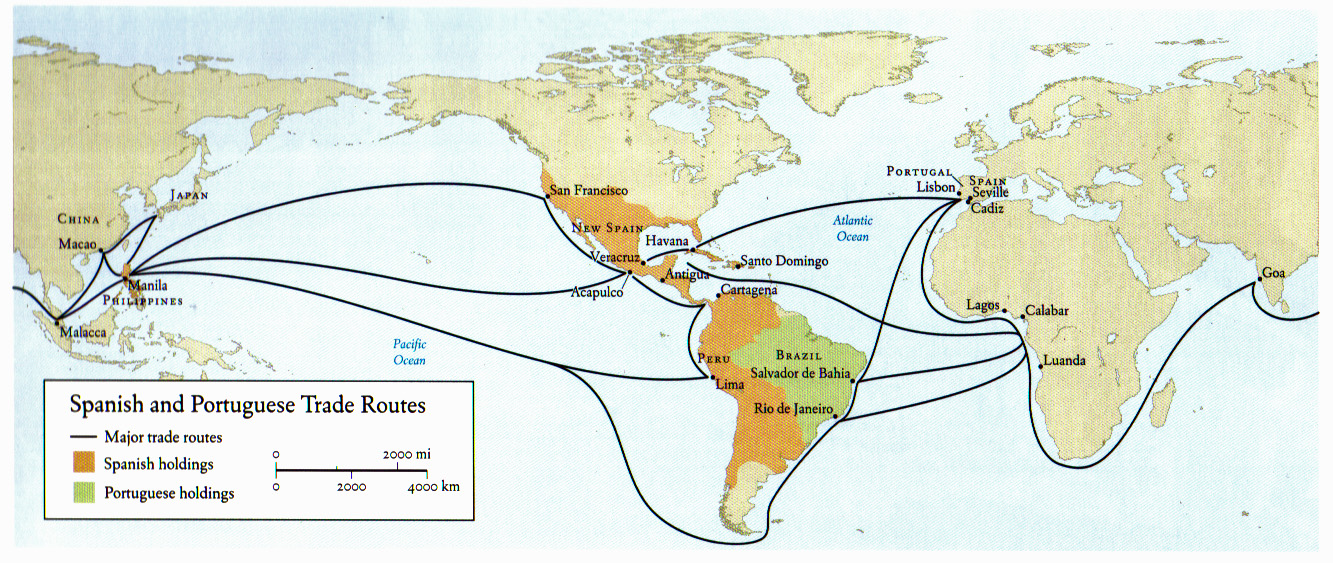 JAPAN
CHINA
Macao
Manila
PHILIPPINES
Malacca
San Francisco
NEW SPAIN
Havana
Veracruz
Santo Domingo
Antigua
Acapulco
Cartagena
Pacific
Ocean
PERU
Lima
BRAZIL
Salvador de Bahia
Rio de Janeiro
Atlantic
Ocean
PORTUGAL
Lisbon
SPAIN
Seville
Cadiz
Lagos
Calabar
Luanda
Goa
Spanish and Portuguese Trade Routes
Major trade routes
Spanish holdings
Portuguese holdings
0 2000 mi
0 2000 4000 km